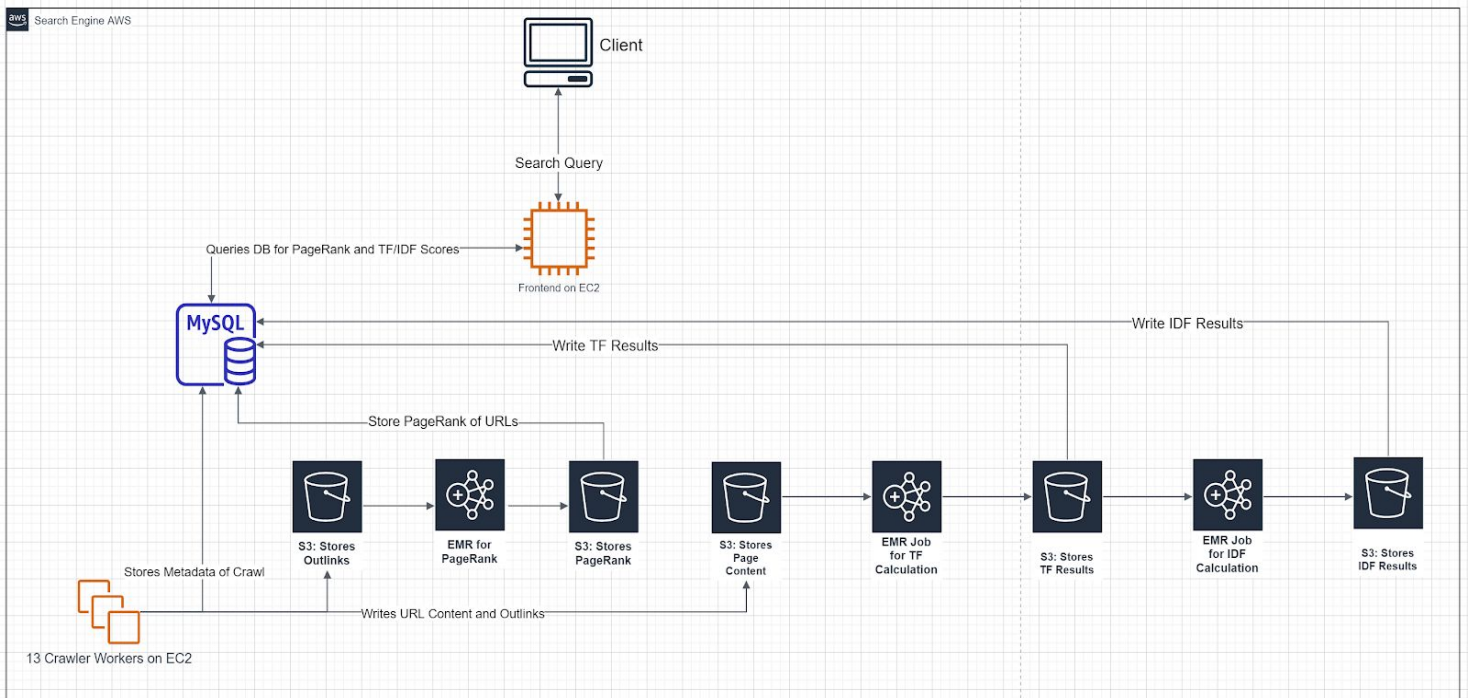 aws
Search Engine AWS
Client
Search Query
Queries DB for PageRank and TF/IDF Scores
Frontend on EC2
MySQL
Write IDF Results
Write TF Results
Store PageRank of URLs
S3: Stores
Outlinks
EMR for
PageRank
S3: Stores
PageRank
S3: Stores
Page
Content
EMR Job
for TF
Calculation
S3: Stores
TF Results
EMR Job
for IDF
Calculation
S3: Stores
IDF Results
Stores Metadata of Crawl
Writes URL Content and Outlinks
13 Crawler Workers on EC2